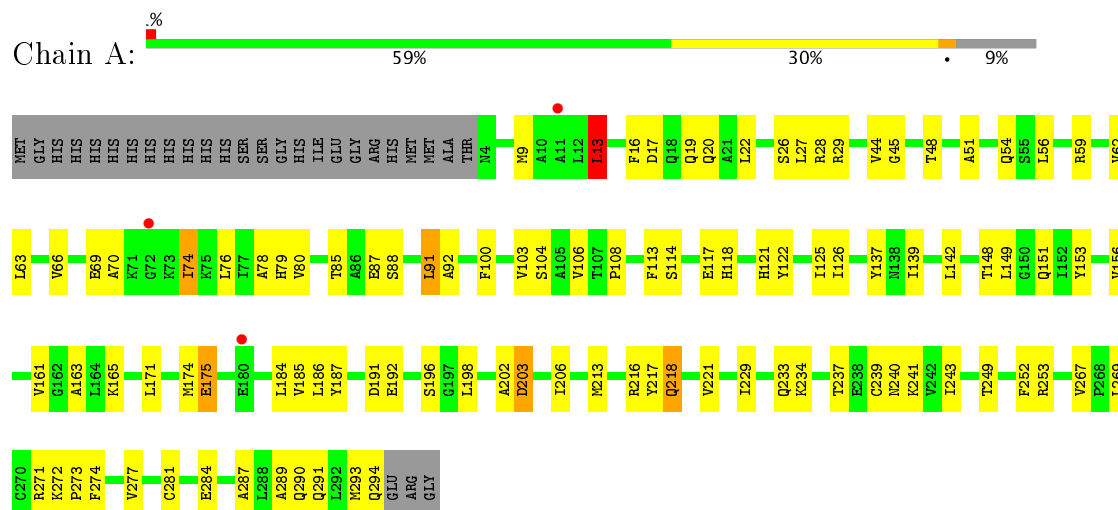 .%
Chain A:
59% 30% • 9%
MET GLY HIS HIS HIS HIS HIS HIS HIS HIS HIS HIS SER SER GLY HIS ILE GLU GLY ARG HIS MET MET ALA THR N4 M9 A10 A11 L12 L13 F16 D17 Q18 Q19 Q20 A21 L22 S26 L27 R28 R29 V44 G45 T48 A51 Q54 S55 L56 R59 V62
L63 V66 E69 A70 K71 G72 K73 I74 K75 L76 I77 A78 H79 V80 T85 A86 E87 S88 L91 A92 F100 V103 S104 A105 V106 T107 P108 F113 S114 E117 H118 H121 Y122 I125 I126 Y137 N138 I139 L142 T148 L149 G150 Q151 I152 Y153 V156
V161 G162 A163 L164 K165 L171 M174 E175 E180 L184 V185 L186 Y187 D191 E192 S196 G197 L198 A202 D203 I206 M213 R216 Y217 Q218 V221 I229 Q233 K234 T237 E238 C239 N240 K241 V242 I243 T249 F252 R253 V267 P268 L269
C270 R271 K272 P273 F274 V277 C281 E284 A287 L288 A289 Q290 Q291 L292 M293 Q294 GLU ARG GLY